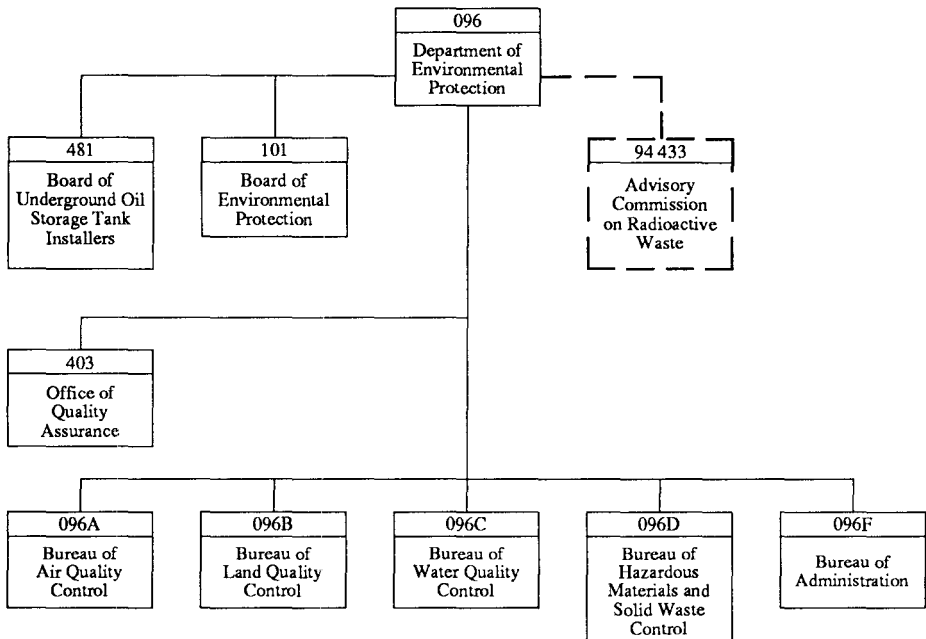 096
Department of
Environmental
Protection
481
Board of
Underground Oil
Storage Tank
Installers
101
Board of
Environmental
Protection
94 433
Advisory
Commission
on Radioactive
Waste
403
Office of
Quality
Assurance
096A
Bureau of
Air Quality
Control
096B
Bureau of
Land Quality
Control
096C
Bureau of
Water Quality
Control
096D
Bureau of
Hazardous
Materials and
Solid Waste
Control
096F
Bureau of
Administration